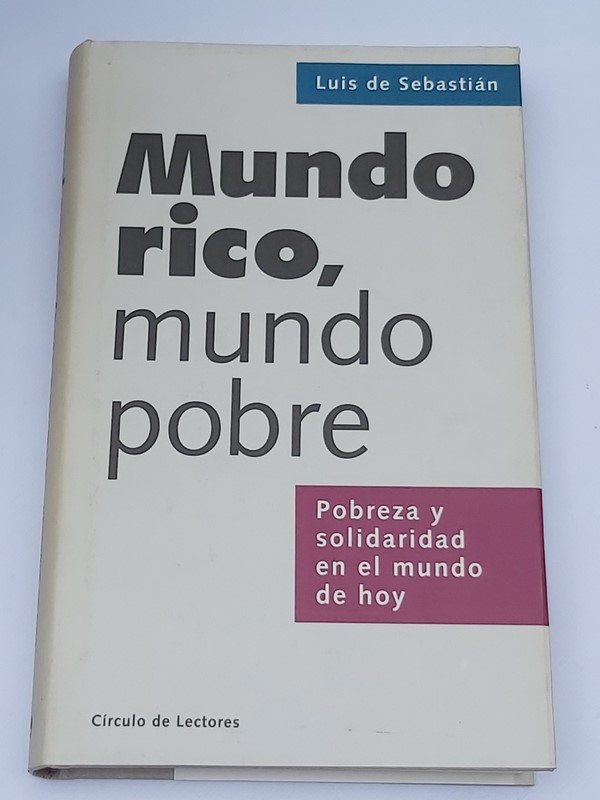 Luis de Sebastián
Mundo
rico,
mundo
pobre
Pobreza y
solidaridad
en el mundo
de hoy
Círculo de Lectores